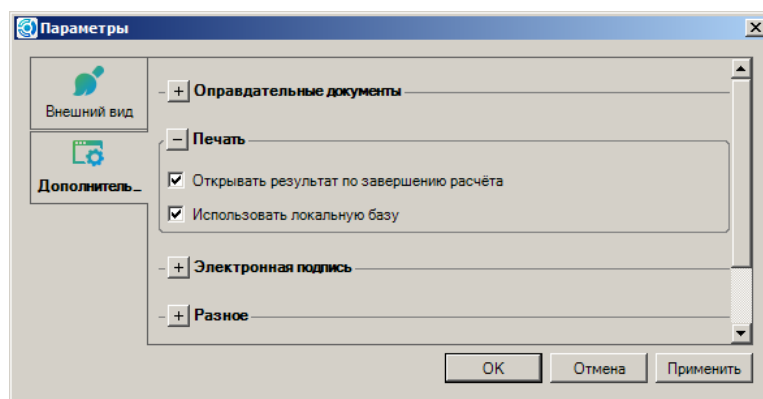 Параметры
Внешний вид
Дополнитель...
Оправдательные документы
Печать
Открывать результат по завершению расчёта
Использовать локальную базу
Электронная подпись
Разное
OK
Отмена
Применить